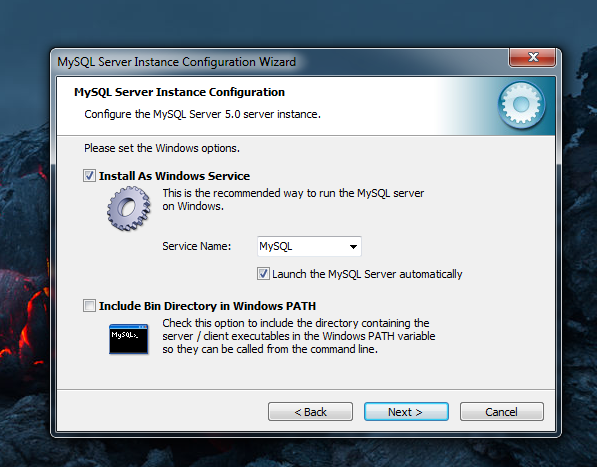 MySQL Server Instance Configuration Wizard
MySQL Server Instance Configuration
Configure the MySQL Server 5.0 server instance.
Please set the Windows options.
Install As Windows Service
This is the recommended way to run the MySQL server
on Windows.
Service Name: MySQL
Launch the MySQL Server automatically
Include Bin Directory in Windows PATH
MySQL>_
Check this option to include the directory containing the
server / client executables in the Windows PATH variable
so they can be called from the command line.
< Back Next > Cancel